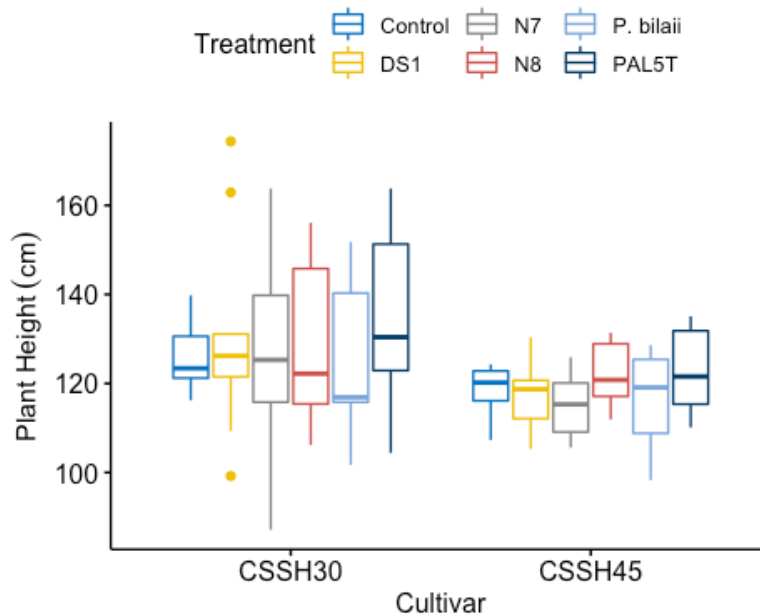 Treatment
Control N7 P. bilaii
DS1 N8 PAL5T
Plant Height (cm)
160
140
120
100
CSSH30 CSSH45
Cultivar